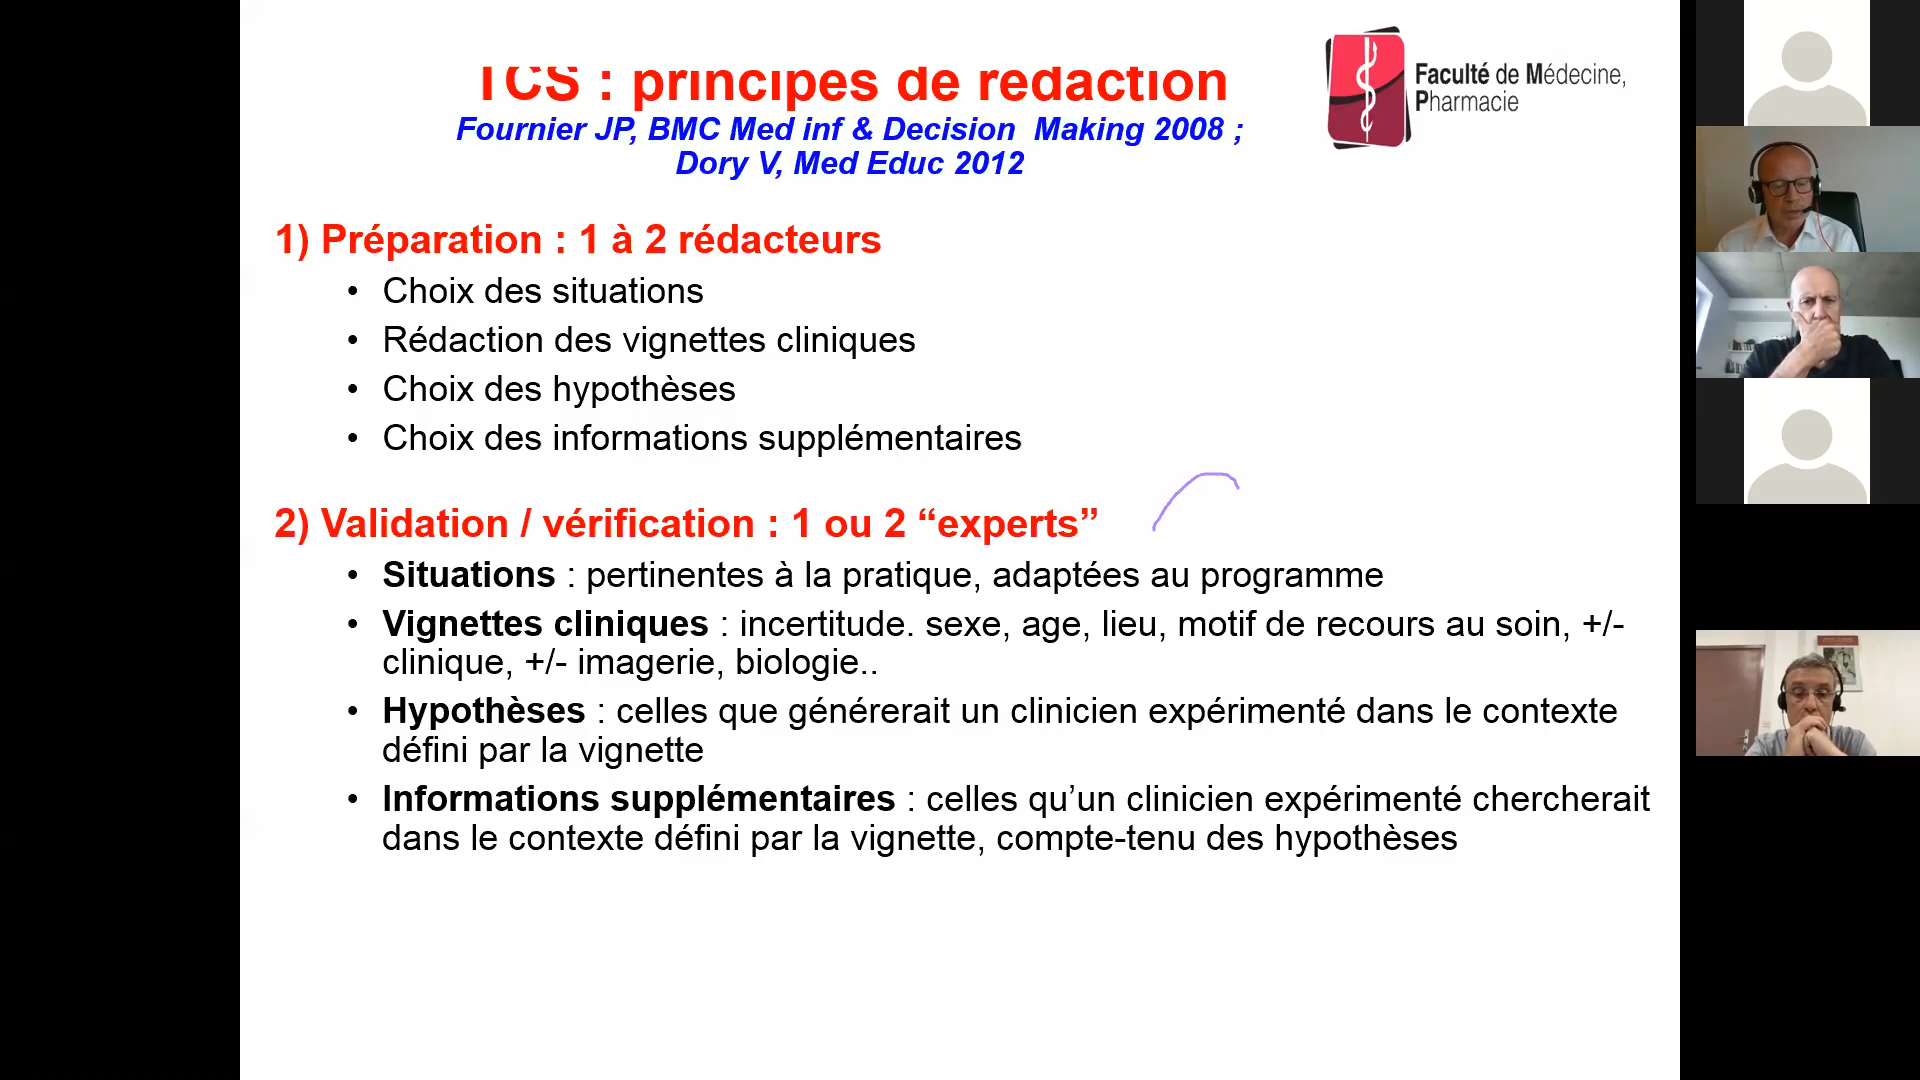 TCS : principes de redaction
Fournier JP, BMC Med inf & Decision Making 2008 ;
Dory V, Med Educ 2012
Faculté de Médecine,
Pharmacie
1) Préparation : 1 à 2 rédacteurs
• Choix des situations
• Rédaction des vignettes cliniques
• Choix des hypothèses
• Choix des informations supplémentaires
2) Validation / vérification : 1 ou 2 “experts”
• Situations : pertinentes à la pratique, adaptées au programme
• Vignettes cliniques : incertitude. sexe, age, lieu, motif de recours au soin, +/-
clinique, +/- imagerie, biologie..
• Hypothèses : celles que générerait un clinicien expérimenté dans le contexte
défini par la vignette
• Informations supplémentaires : celles qu’un clinicien expérimenté chercherait
dans le contexte défini par la vignette, compte-tenu des hypothèses